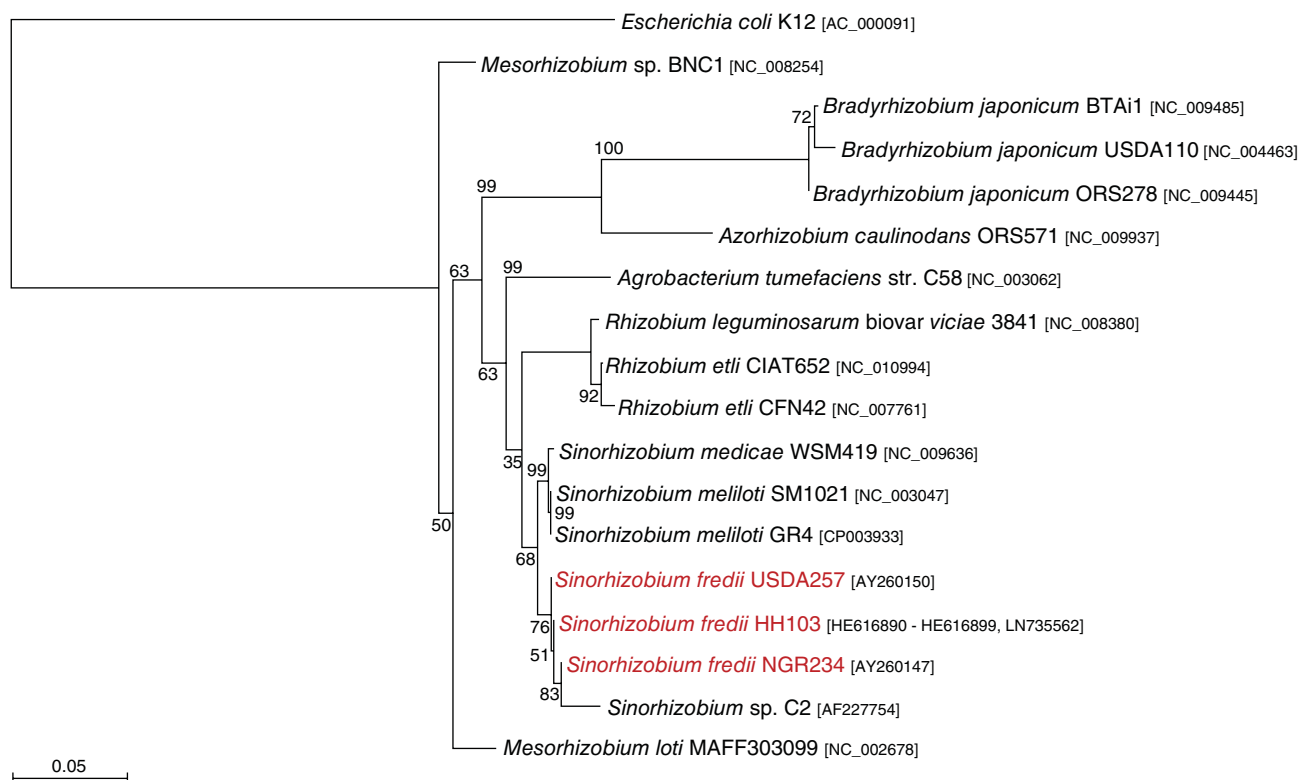 Escherichia coli K12 [AC_000091]
Mesorhizobium sp. BNC1 [NC_008254]
Bradyrhizobium japonicum BTAi1 [NC_009485]
72
Bradyrhizobium japonicum USDA110 [NC_004463]
100
99
Bradyrhizobium japonicum ORS278 [NC_009445]
Azorhizobium caulinodans ORS571 [NC_009937]
63
99
Agrobacterium tumefaciens str. C58 [NC_003062]
Rhizobium leguminosarum biovar viciae 3841 [NC_008380]
63
Rhizobium etli CIAT652 [NC_010994]
92
Rhizobium etli CFN42 [NC_007761]
Sinorhizobium medicae WSM419 [NC_009636]
35
99
Sinorhizobium meliloti SM1021 [NC_003047]
99
50
Sinorhizobium meliloti GR4 [CP003933]
68
Sinorhizobium fredii USDA257 [AY260150]
76
Sinorhizobium fredii HH103 [HE616890 - HE616899, LN735562]
51
Sinorhizobium fredii NGR234 [AY260147]
83
Sinorhizobium sp. C2 [AF227754]
Mesorhizobium loti MAFF303099 [NC_002678]
0.05